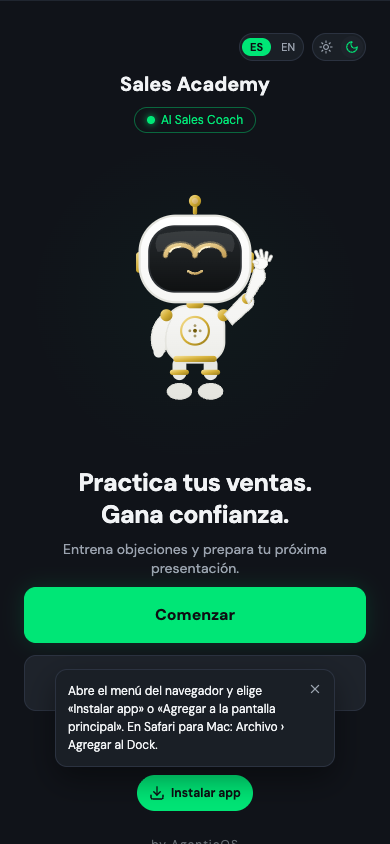 ES EN
Sales Academy
AI Sales Coach
Practica tus ventas.
Gana confianza.
Entrena objeciones y prepara tu próxima
presentación.
Comenzar
Abre el menú del navegador y elige
«Instalar app» o «Agregar a la pantalla
principal». En Safari para Mac: Archivo ›
Agregar al Dock.
Instalar app
by AgenticOS